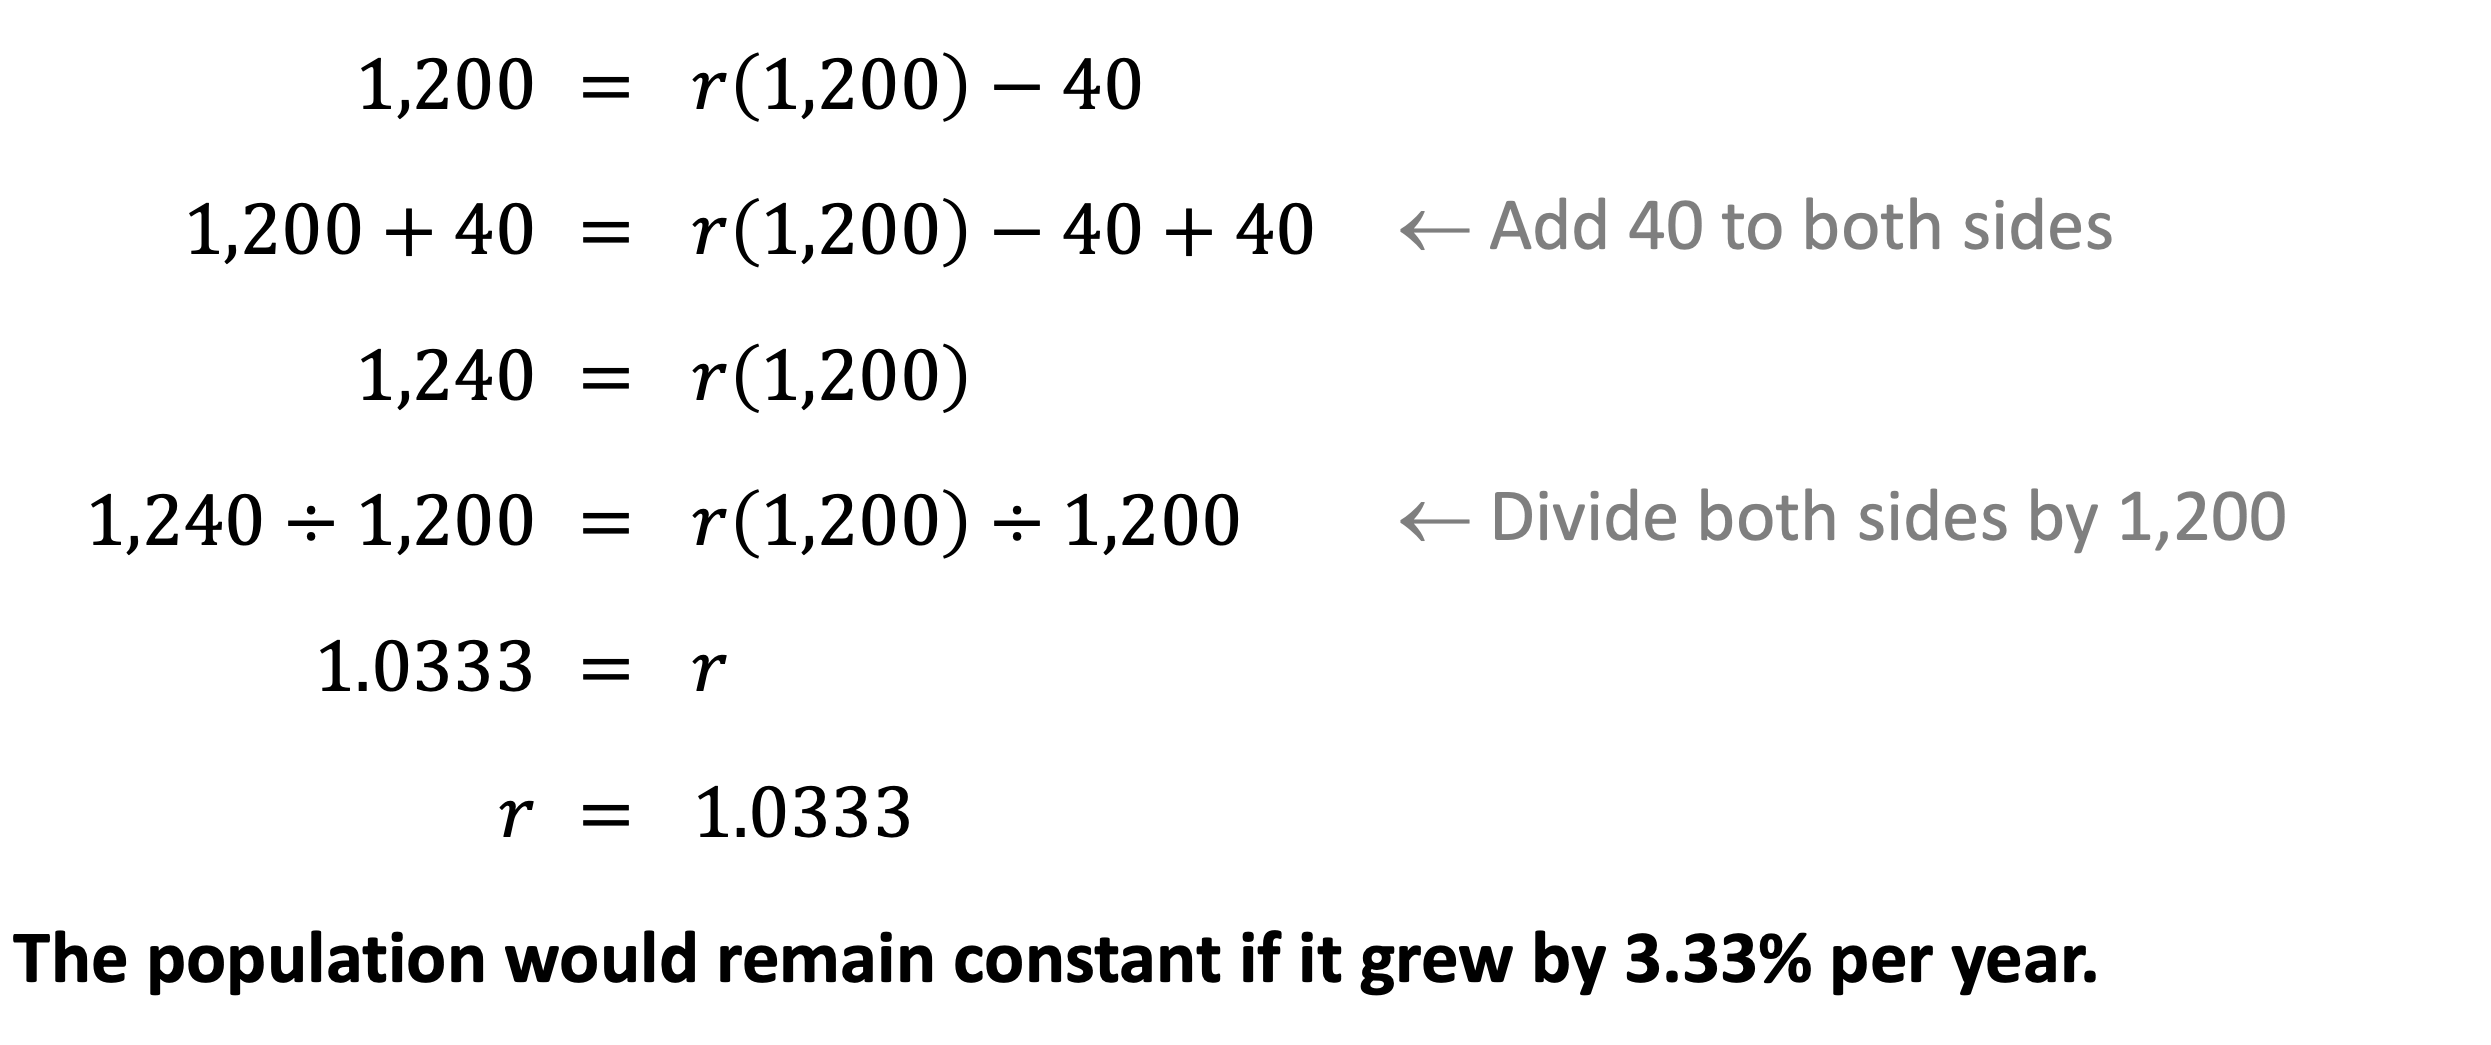 1,200 = r(1,200) − 40
1,200 + 40 = r(1,200) − 40 + 40 ← Add 40 to both sides
1,240 = r(1,200)
1,240 ÷ 1,200 = r(1,200) ÷ 1,200 ← Divide both sides by 1,200
1.0333 = r
r = 1.0333
The population would remain constant if it grew by 3.33% per year.